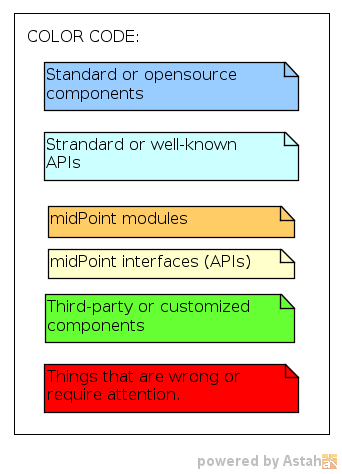 COLOR CODE:
Standard or opensource
components
Strandard or well-known
APIs
midPoint modules
midPoint interfaces (APIs)
Third-party or customized
components
Things that are wrong or
require attention.
powered by Astah